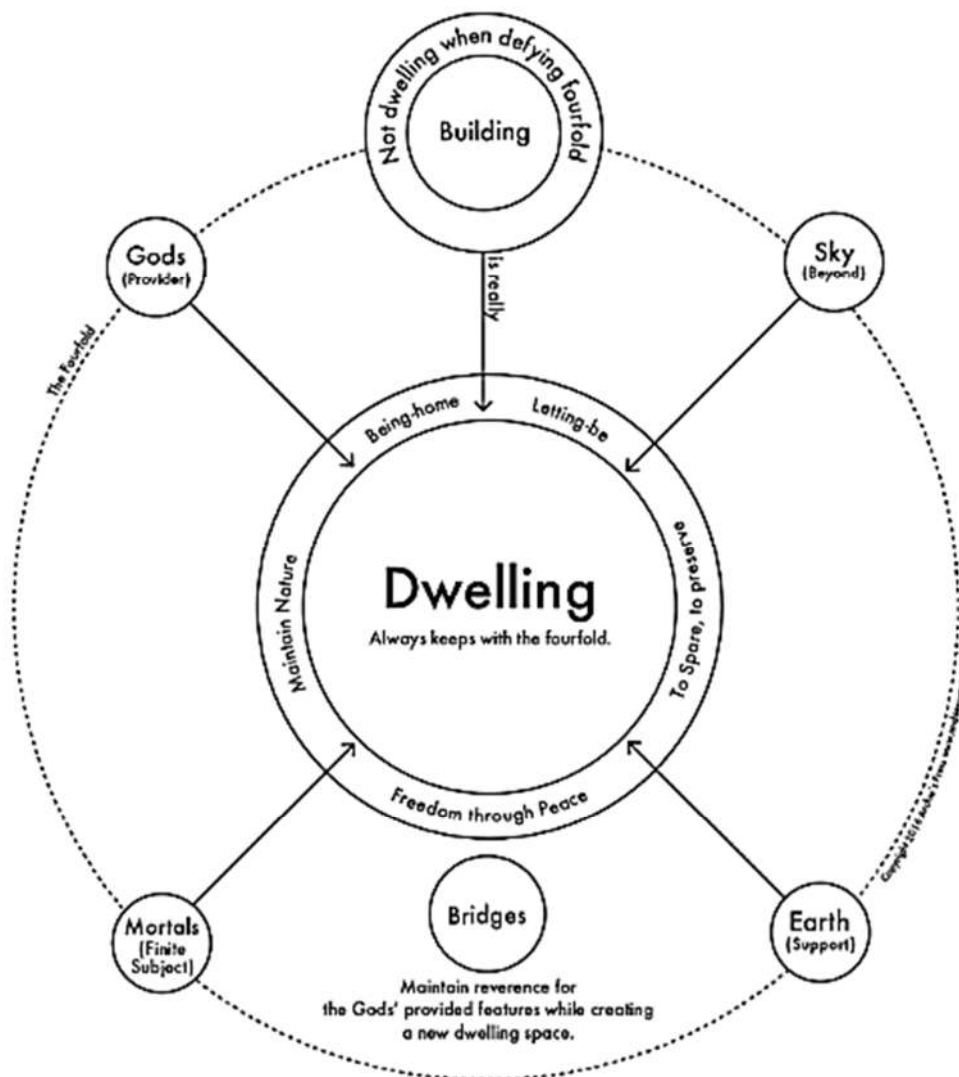 Not dwelling when defying fourfold
Building
Gods
(Provider)
Sky
(Beyond)
is really
The Fourfold
Being-home
Letting-be
Maintain Nature
To Spare, to preserve
Dwelling
Always keeps with the fourfold.
Freedom through Peace
Mortals
(Finite
Subject)
Bridges
Earth
(Support)
Maintain reverence for
the Gods' provided features while creating
a new dwelling space.
Copyright 2016